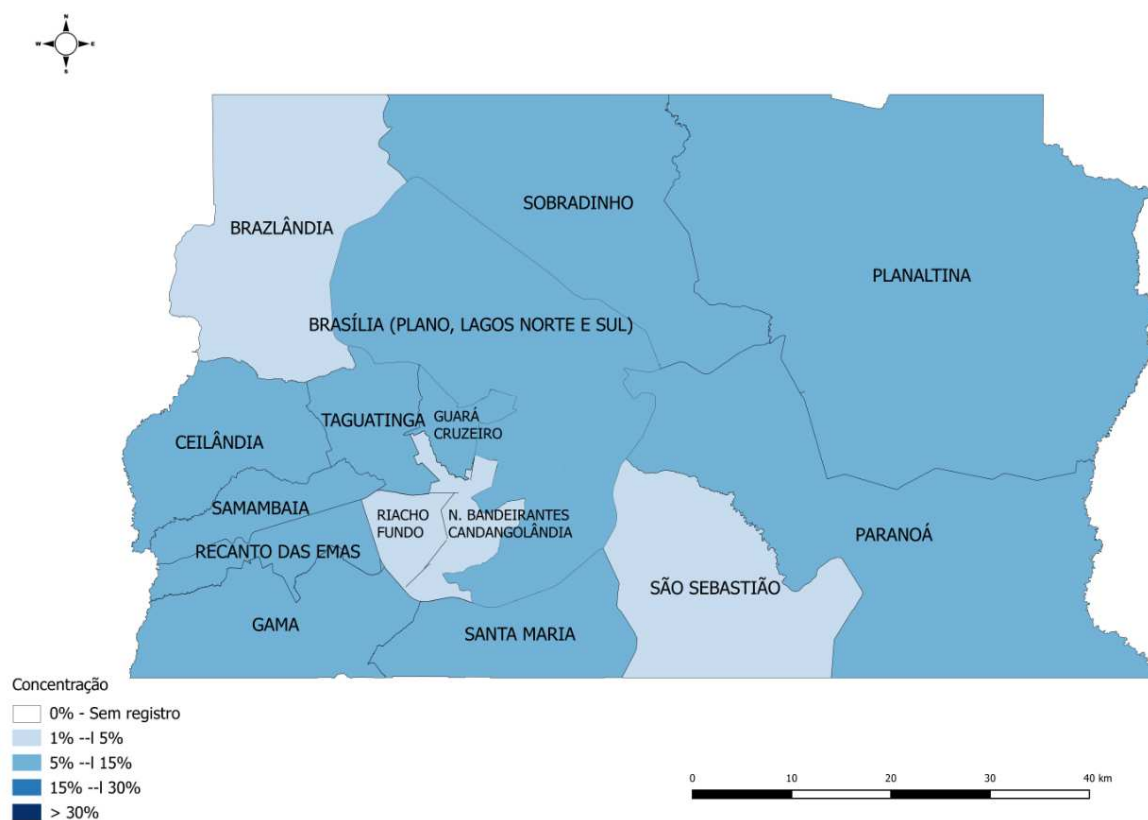 N
W E
S
SOBRADINHO
BRAZLÂNDIA
PLANALTINA
BRASÍLIA (PLANO, LAGOS NORTE E SUL)
TAGUATINGA
GUARÁ
CRUZEIRO
CEILÂNDIA
SAMAMBAIA
RIACHO
FUNDO
N. BANDEIRANTES
CANDANGOLÂNDIA
PARANOÁ
RECANTO DAS EMAS
SÃO SEBASTIÃO
GAMA
SANTA MARIA
Concentração
0% - Sem registro
1% --l 5%
5% --l 15%
15% --l 30%
> 30%
0 10 20 30 40 km